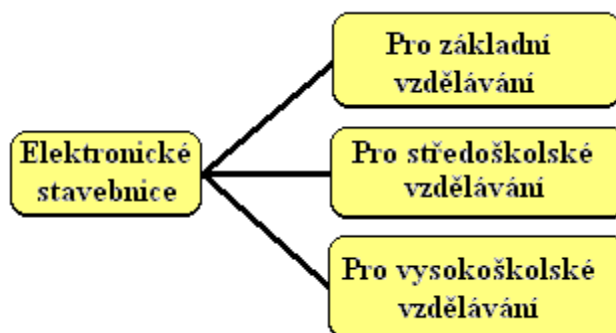 Elektronické
stavebnice
Pro základní
vzdělávání
Pro středoškolské
vzdělávání
Pro vysokoškolské
vzdělávání